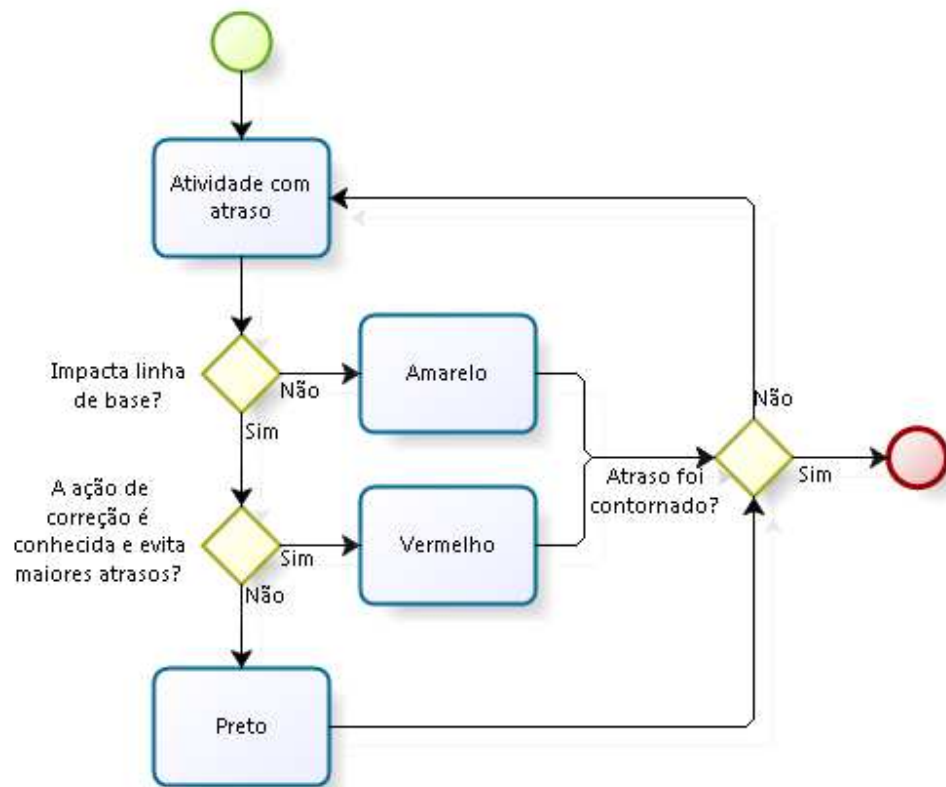 Atividade com
atraso
Impacta linha
de base?
Não
Amarelo
Sim
Não
Atraso foi
contornado?
Sim
A ação de
correção é
conhecida e evita
maiores atrasos?
Sim
Vermelho
Não
Preto